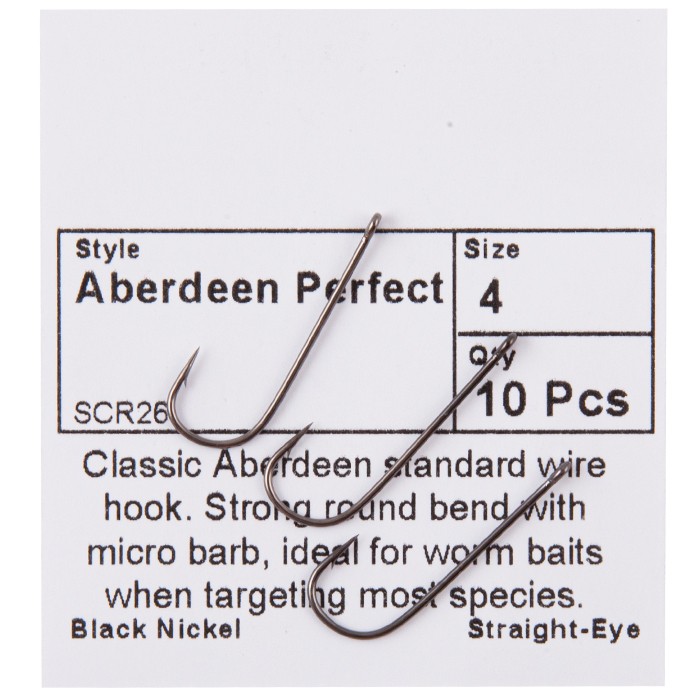 Style
Aberdeen Perfect
Size
4
Qty
10 Pcs
SCR26
Classic Aberdeen standard wire
hook. Strong round bend with
micro barb, ideal for worm baits
when targeting most species.
Black Nickel
Straight-Eye